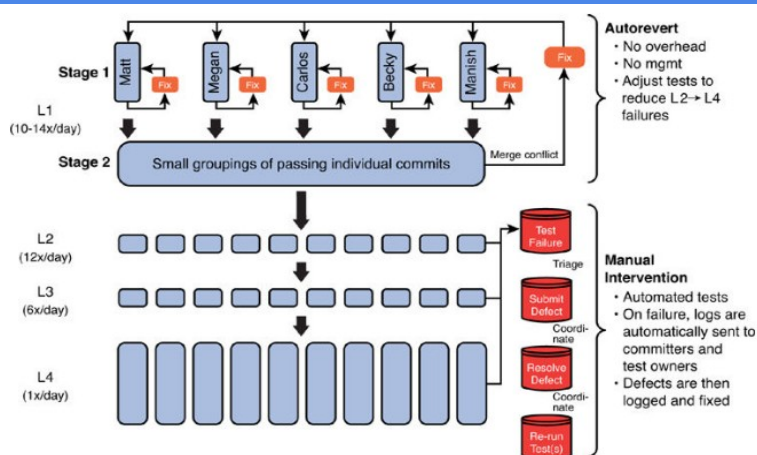 Stage 1
Matt
Fix
Megan
Fix
Carlos
Fix
Becky
Fix
Manish
Fix
Fix
L1
(10-14x/day)
Stage 2
Small groupings of passing individual commits
Merge conflict
Autorevert
• No overhead
• No mgmt
• Adjust tests to
reduce L2→L4
failures
L2
(12x/day)
L3
(6x/day)
L4
(1x/day)
Test
Failure
Triage
Submit
Defect
Coordi-
nate
Resolve
Defect
Coordi-
nate
Re-run
Test(s)
Manual
Intervention
• Automated tests
• On failure, logs are
automatically sent to
committers and
test owners
• Defects are then
logged and fixed